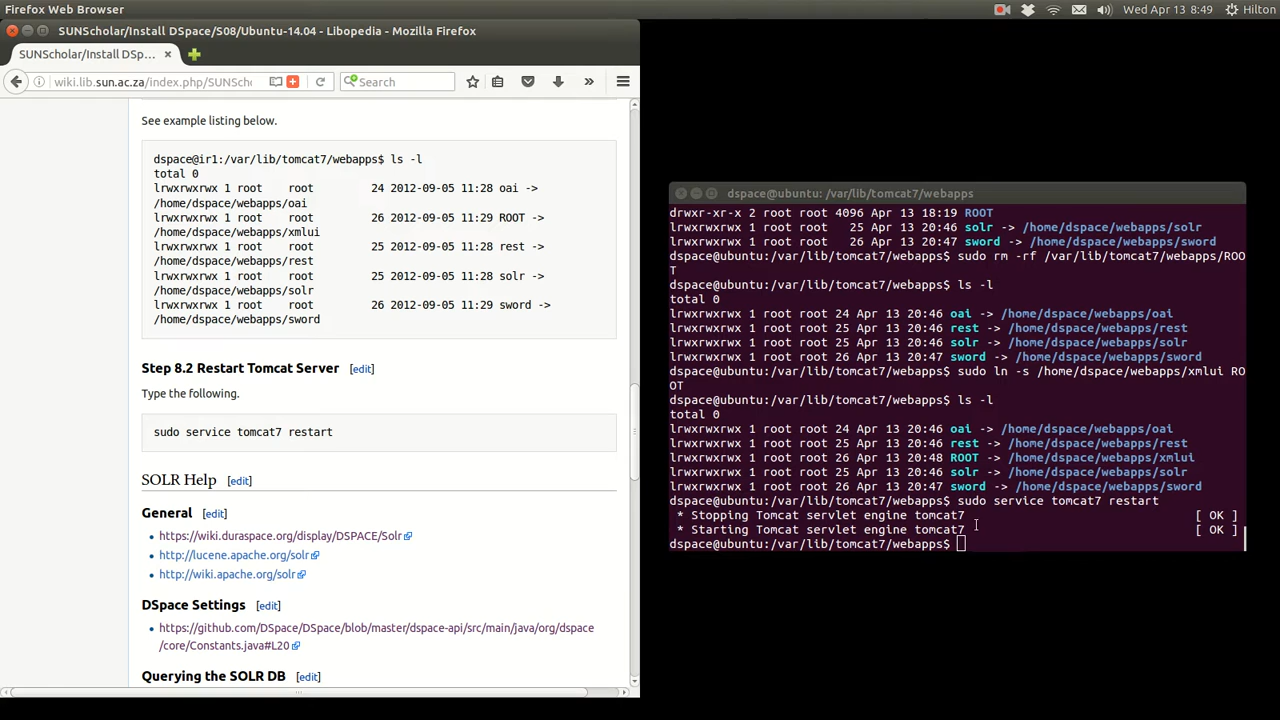 Firefox Web Browser
Wed Apr 13 8:49
Hilton
SUNScholar/Install DSpace/S08/Ubuntu-14.04 - Libopedia - Mozilla Firefox
SUNScholar/Install DSp...
wiki.lib.sun.ac.za/index.php/SUNSch
Search
See example listing below.
dspace@ir1:/var/lib/tomcat7/webapps$ ls -l
total 0
lrwxrwxrwx 1 root root 24 2012-09-05 11:28 oai ->
/home/dspace/webapps/oai
lrwxrwxrwx 1 root root 26 2012-09-05 11:29 ROOT ->
/home/dspace/webapps/xmlui
lrwxrwxrwx 1 root root 25 2012-09-05 11:28 rest ->
/home/dspace/webapps/rest
lrwxrwxrwx 1 root root 25 2012-09-05 11:28 solr ->
/home/dspace/webapps/solr
lrwxrwxrwx 1 root root 26 2012-09-05 11:29 sword ->
/home/dspace/webapps/sword
Step 8.2 Restart Tomcat Server [edit]
Type the following.
sudo service tomcat7 restart
SOLR Help [edit]
General [edit]
https://wiki.duraspace.org/display/DSPACE/Solr
http://lucene.apache.org/solr
http://wiki.apache.org/solr
DSpace Settings [edit]
https://github.com/DSpace/DSpace/blob/master/dspace-api/src/main/java/org/dspace
/core/Constants.java#L20
Querying the SOLR DB [edit]
dspace@ubuntu: /var/lib/tomcat7/webapps
drwxr-xr-x 2 root root 4096 Apr 13 18:19 ROOT
lrwxrwxrwx 1 root root 25 Apr 13 20:46 solr -> /home/dspace/webapps/solr
lrwxrwxrwx 1 root root 26 Apr 13 20:47 sword -> /home/dspace/webapps/sword
dspace@ubuntu:/var/lib/tomcat7/webapps$ sudo rm -rf /var/lib/tomcat7/webapps/ROO
T
dspace@ubuntu:/var/lib/tomcat7/webapps$ ls -l
total 0
lrwxrwxrwx 1 root root 24 Apr 13 20:46 oai -> /home/dspace/webapps/oai
lrwxrwxrwx 1 root root 25 Apr 13 20:46 rest -> /home/dspace/webapps/rest
lrwxrwxrwx 1 root root 25 Apr 13 20:46 solr -> /home/dspace/webapps/solr
lrwxrwxrwx 1 root root 26 Apr 13 20:47 sword -> /home/dspace/webapps/sword
dspace@ubuntu:/var/lib/tomcat7/webapps$ sudo ln -s /home/dspace/webapps/xmlui RO
OT
dspace@ubuntu:/var/lib/tomcat7/webapps$ ls -l
total 0
lrwxrwxrwx 1 root root 24 Apr 13 20:46 oai -> /home/dspace/webapps/oai
lrwxrwxrwx 1 root root 25 Apr 13 20:46 rest -> /home/dspace/webapps/rest
lrwxrwxrwx 1 root root 26 Apr 13 20:48 ROOT -> /home/dspace/webapps/xmlui
lrwxrwxrwx 1 root root 25 Apr 13 20:46 solr -> /home/dspace/webapps/solr
lrwxrwxrwx 1 root root 26 Apr 13 20:47 sword -> /home/dspace/webapps/sword
dspace@ubuntu:/var/lib/tomcat7/webapps$ sudo service tomcat7 restart
* Stopping Tomcat servlet engine tomcat7 [ OK ]
* Starting Tomcat servlet engine tomcat7 [ OK ]
dspace@ubuntu:/var/lib/tomcat7/webapps$